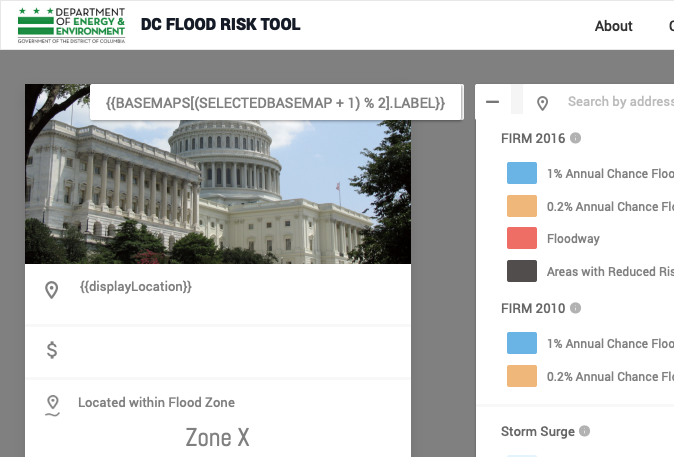 DEPARTMENT
OF ENERGY &
ENVIRONMENT
GOVERNMENT OF THE DISTRICT OF COLUMBIA
DC FLOOD RISK TOOL
About
{{BASEMAPS[(SELECTEDBASEMAP + 1) % 2].LABEL}}
Search by address
FIRM 2016
1% Annual Chance Floo
0.2% Annual Chance Fl
Floodway
Areas with Reduced Ris
FIRM 2010
1% Annual Chance Floo
0.2% Annual Chance Fl
Storm Surge
{{displayLocation}}
$
Located within Flood Zone
Zone X